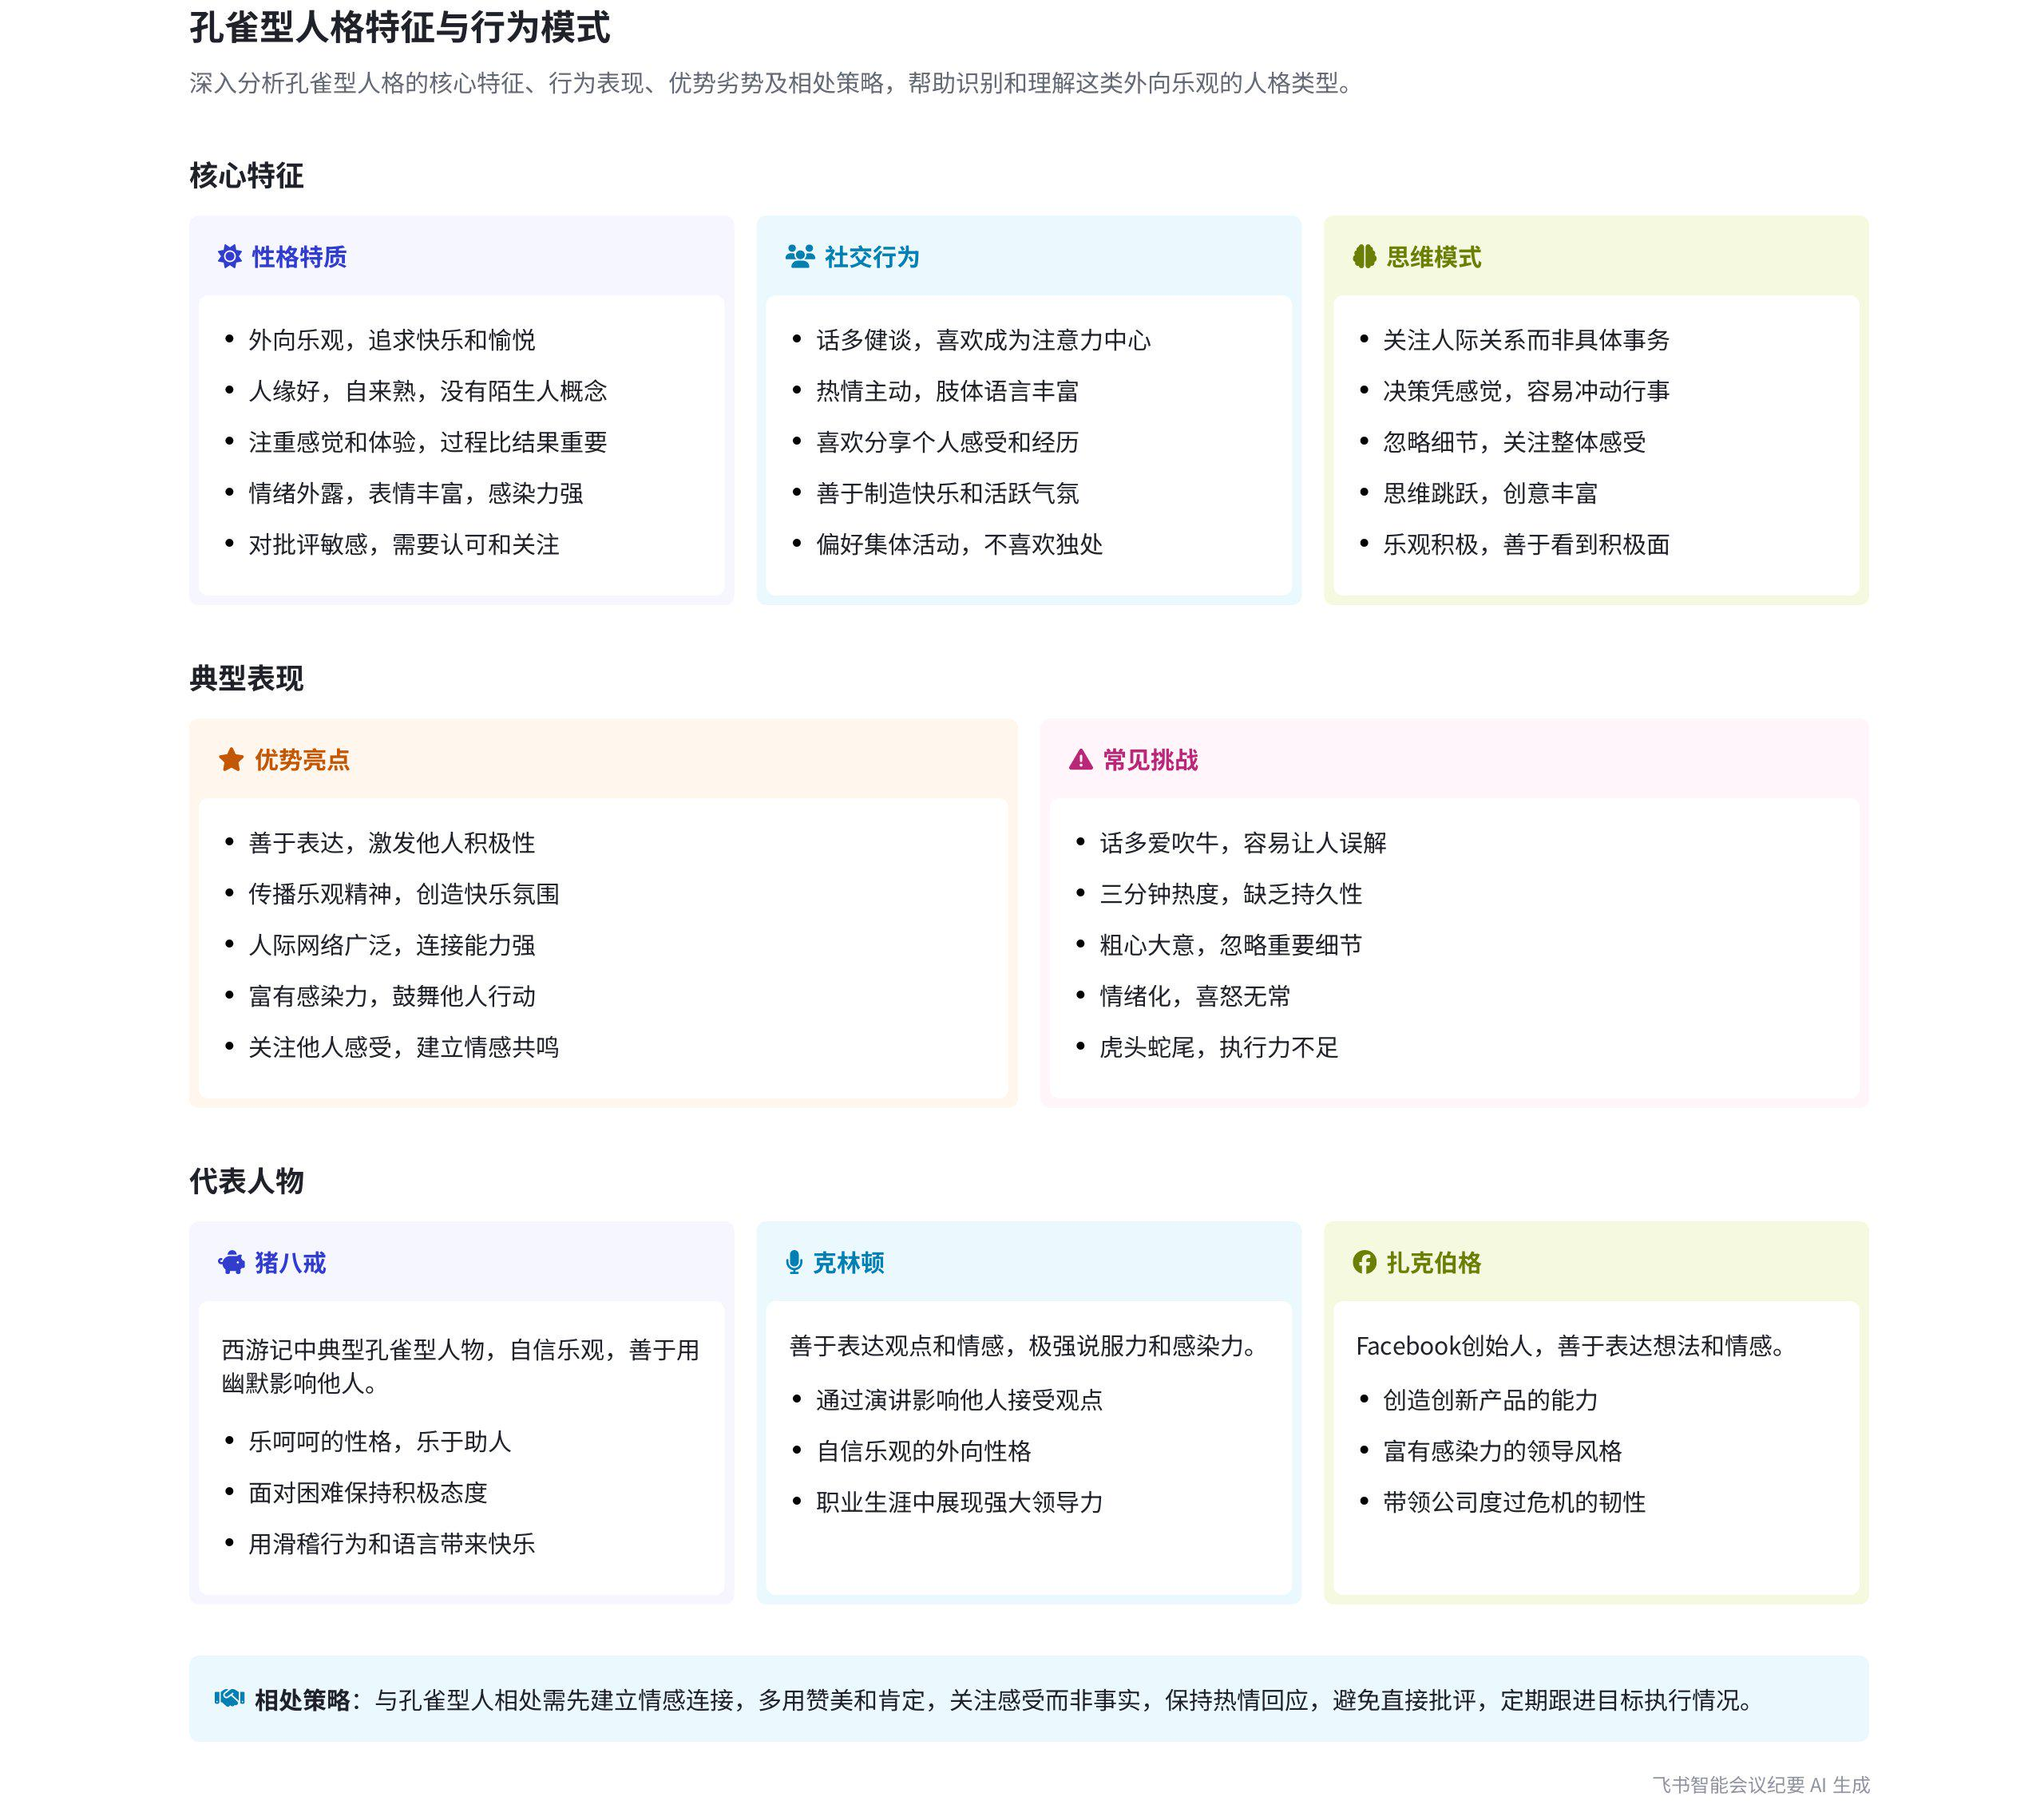 孔雀型人格特征与行为模式
深入分析孔雀型人格的核心特征、行为表现、优势劣势及相处策略，帮助识别和理解这类外向乐观的人格类型。
核心特征
性格特质
外向乐观，追求快乐和愉悦
人缘好，自来熟，没有陌生人概念
注重感觉和体验，过程比结果重要
情绪外露，表情丰富，感染力强
对批评敏感，需要认可和关注
社交行为
话多健谈，喜欢成为注意力中心
热情主动，肢体语言丰富
喜欢分享个人感受和经历
善于制造快乐和活跃气氛
偏好集体活动，不喜欢独处
思维模式
关注人际关系而非具体事务
决策凭感觉，容易冲动行事
忽略细节，关注整体感受
思维跳跃，创意丰富
乐观积极，善于看到积极面
典型表现
优势亮点
善于表达，激发他人积极性
传播乐观精神，创造快乐氛围
人际网络广泛，连接能力强
富有感染力，鼓舞他人行动
关注他人感受，建立情感共鸣
常见挑战
话多爱吹牛，容易让人误解
三分钟热度，缺乏持久性
粗心大意，忽略重要细节
情绪化，喜怒无常
虎头蛇尾，执行力不足
代表人物
猪八戒
西游记中典型孔雀型人物，自信乐观，善于用
幽默影响他人。
乐呵呵的性格，乐于助人
面对困难保持积极态度
用滑稽行为和语言带来快乐
克林顿
善于表达观点和情感，极强说服力和感染力。
通过演讲影响他人接受观点
自信乐观的外向性格
职业生涯中展现强大领导力
扎克伯格
Facebook创始人，善于表达想法和情感。
创造创新产品的能力
富有感染力的领导风格
带领公司度过危机的韧性
相处策略：与孔雀型人相处需先建立情感连接，多用赞美和肯定，关注感受而非事实，保持热情回应，避免直接批评，定期跟进目标执行情况。
飞书智能会议纪要 AI 生成